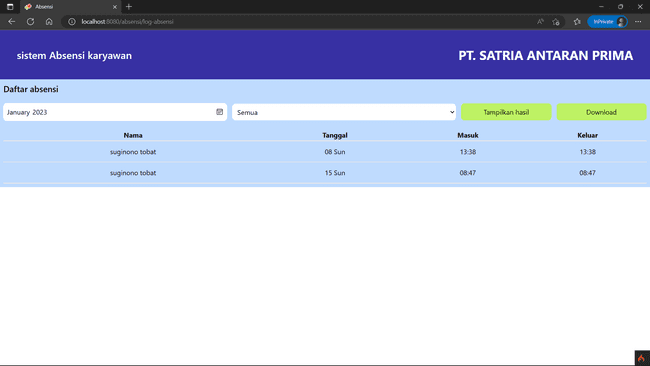 Absensi
localhost:8080/absensi/log-absensi
InPrivate
sistem Absensi karyawan
PT. SATRIA ANTARAN PRIMA
Daftar absensi
January 2023
Semua
Tampilkan hasil
Download
Nama Tanggal Masuk Keluar
suginono tobat 08 Sun 13:38 13:38
suginono tobat 15 Sun 08:47 08:47